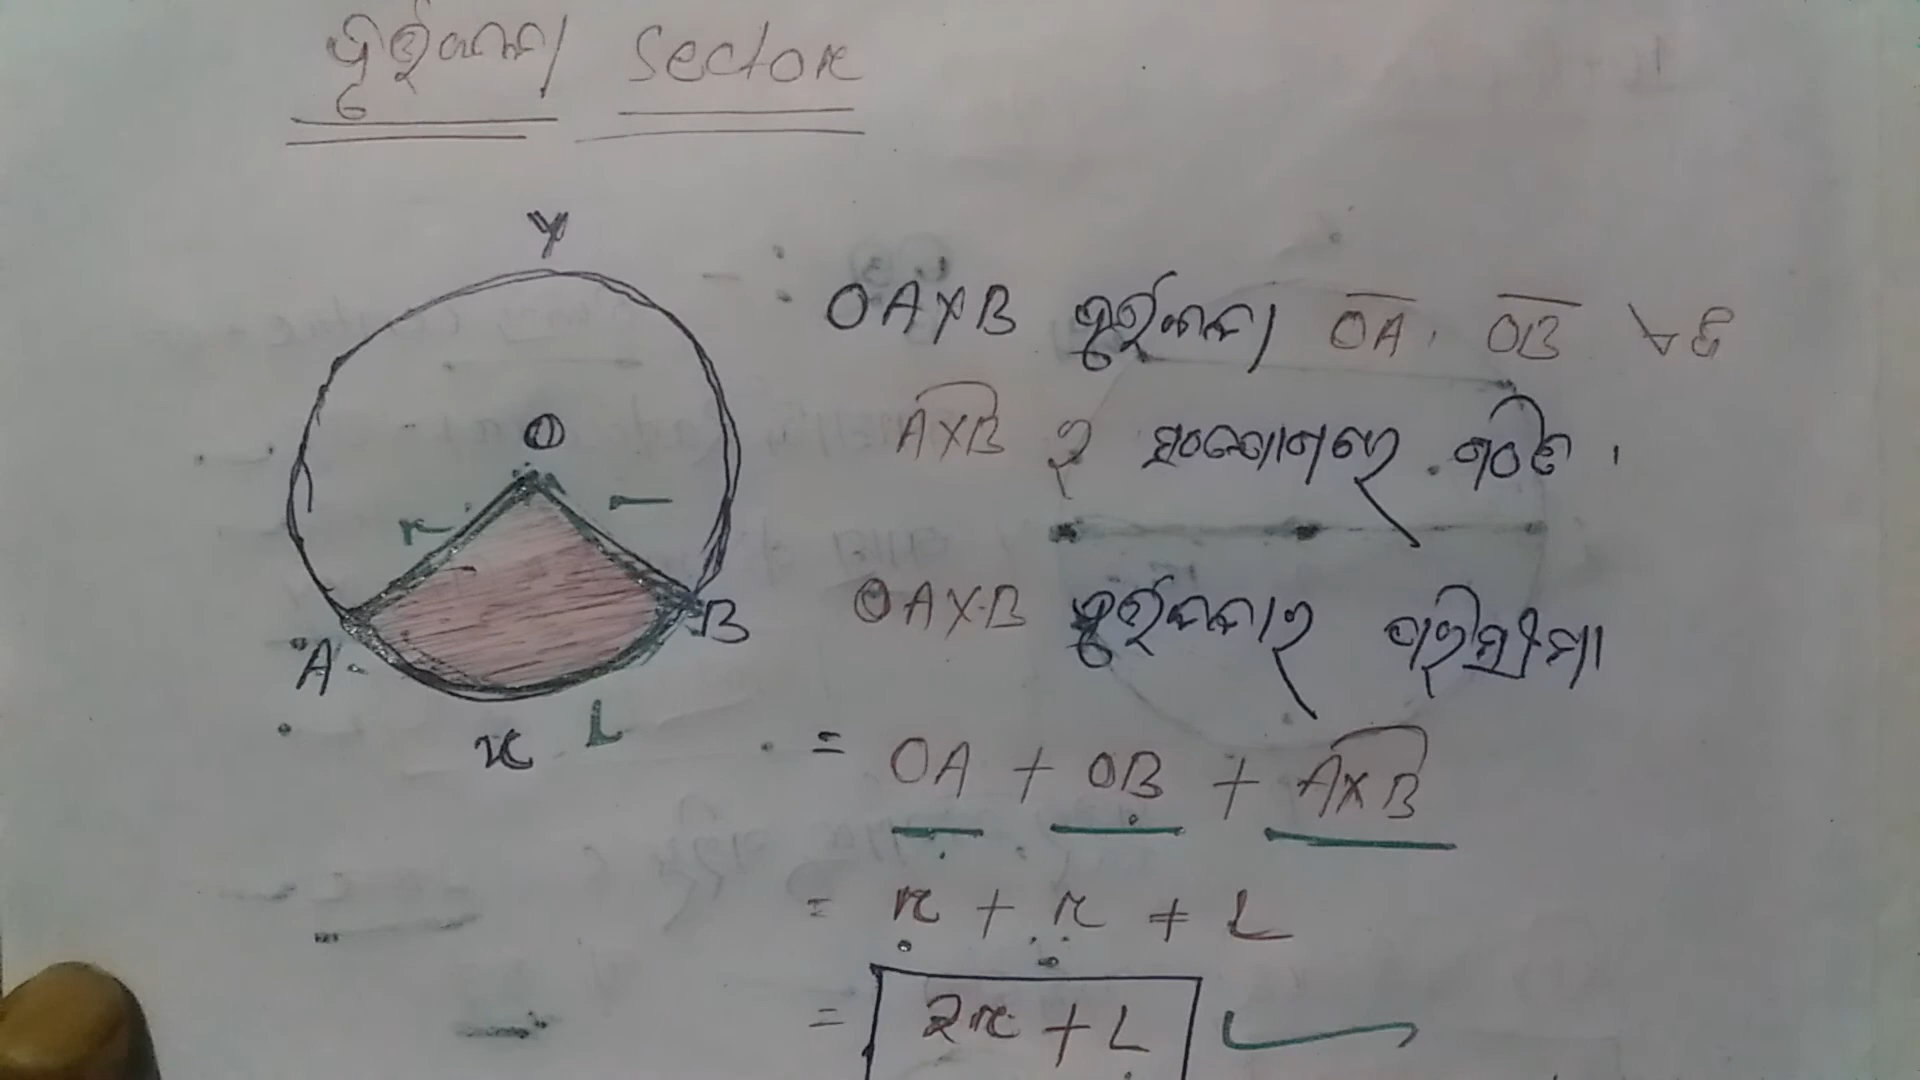 ବୃତ୍ତକଳା Sector
Y
O
r r
A B
x L
OAXB ବୃତ୍ତକଳା OA, OB ଏବଂ
AXB ର ସଂଯୋଗରେ ଗଠିତ ।
OAXB ବୃତ୍ତକଳାର ପରିସୀମା
= OA + OB + AXB
= r + r + L
= 2r + L